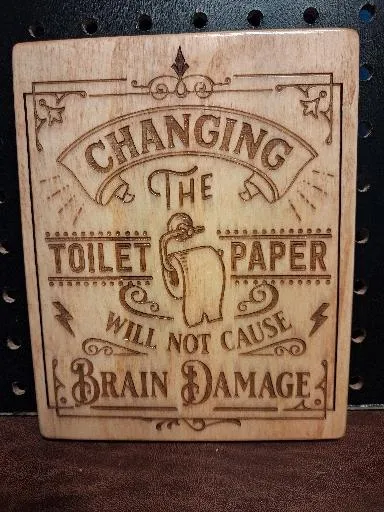 CHANGING
THE
TOILET PAPER
WILL NOT CAUSE
BRAIN DAMAGE